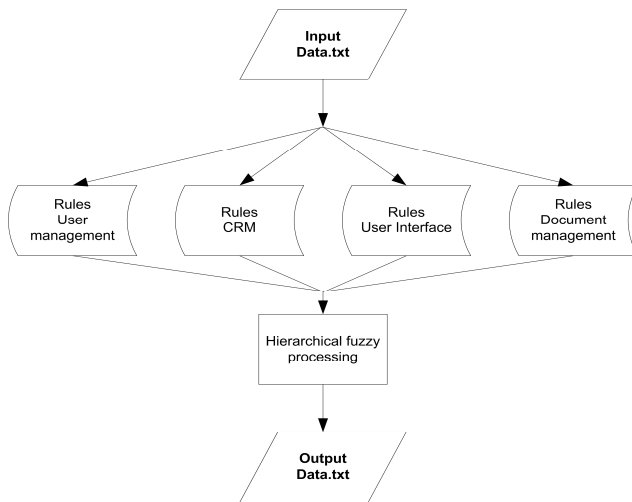 Input
Data.txt
Rules
User
management
Rules
CRM
Rules
User Interface
Rules
Document
management
Hierarchical fuzzy
processing
Output
Data.txt